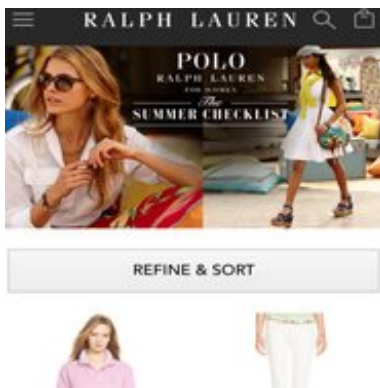 RALPH LAUREN
POLO
RALPH LAUREN
FOR WOMEN
The
SUMMER CHECKLIST
REFINE & SORT